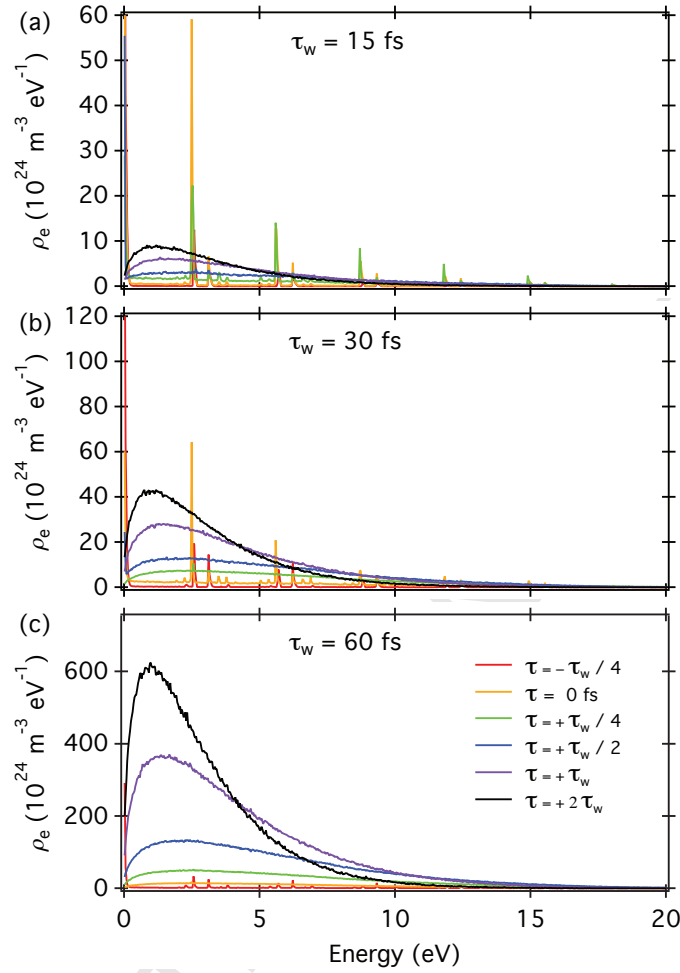 (a)
τw = 15 fs
60
50
40
30
20
10
0
ρe (10^24 m^-3 eV^-1)
(b)
τw = 30 fs
120
100
80
60
40
20
0
ρe (10^24 m^-3 eV^-1)
(c)
τw = 60 fs
600
400
200
0
ρe (10^24 m^-3 eV^-1)
τ = − τw / 4
τ = 0 fs
τ = + τw / 4
τ = + τw / 2
τ = + τw
τ = + 2 τw
0 5 10 15 20
Energy (eV)